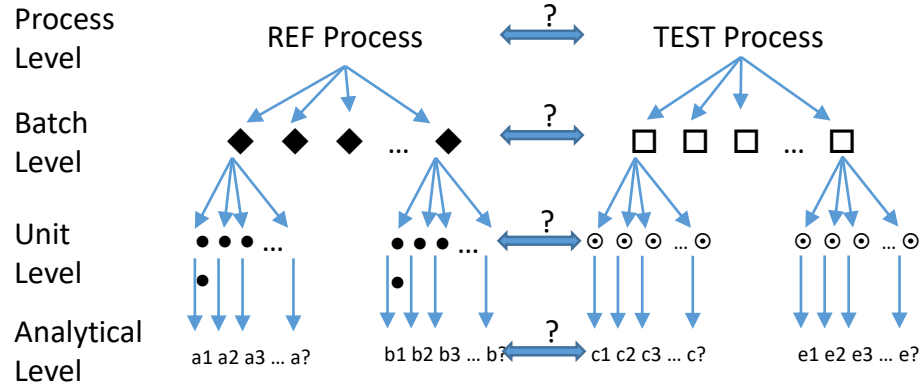 Process
Level
REF Process
?
TEST Process
Batch
Level
...
?
...
Unit
Level
...
...
?
...
...
Analytical
Level
a1 a2 a3 ... a?
b1 b2 b3 ... b?
?
c1 c2 c3 ... c?
e1 e2 e3 ... e?